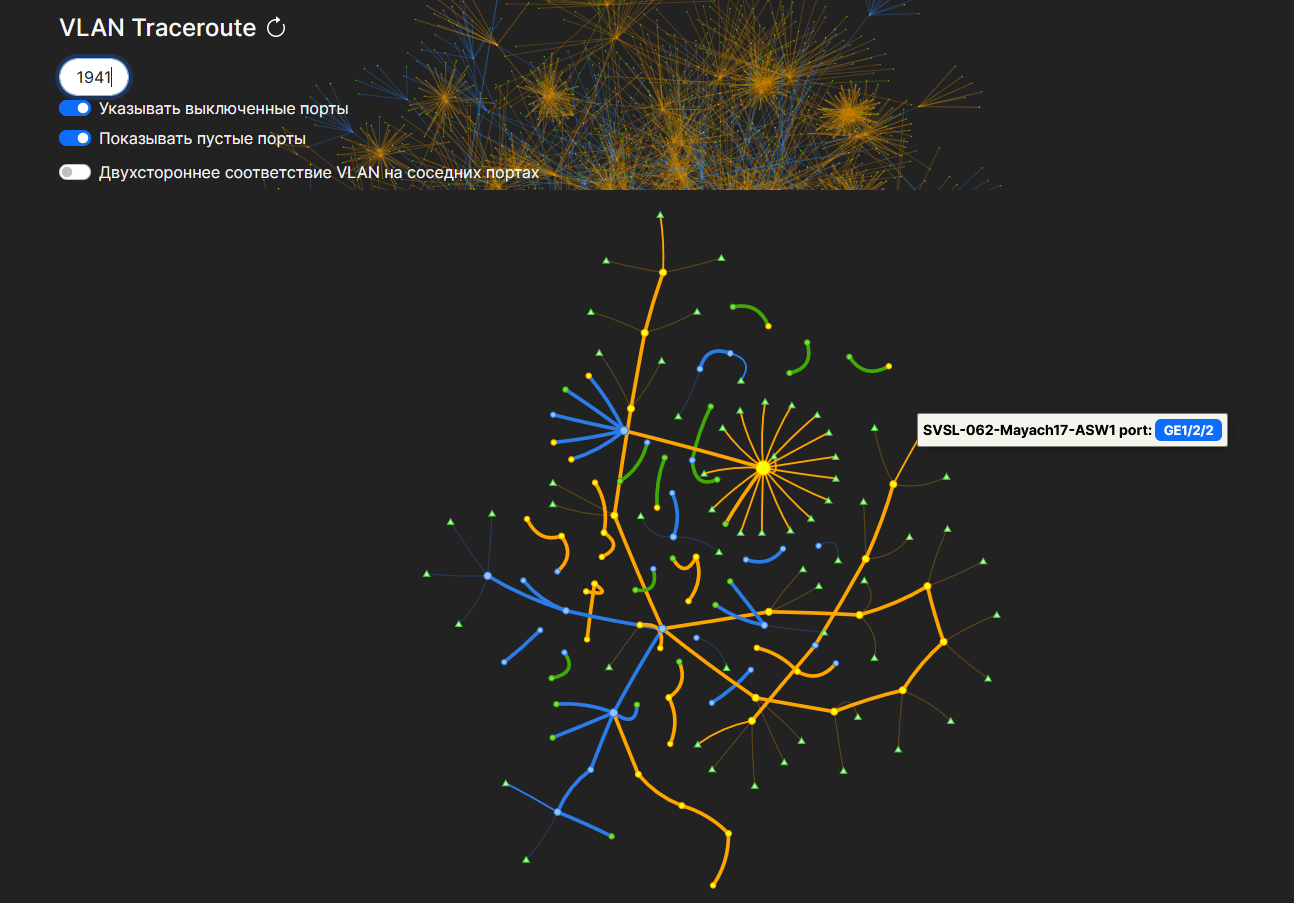 VLAN Traceroute
1941
Указывать выключенные порты
Показывать пустые порты
Двухстороннее соответствие VLAN на соседних портах
SVSL-062-Mayach17-ASW1 port: GE1/2/2